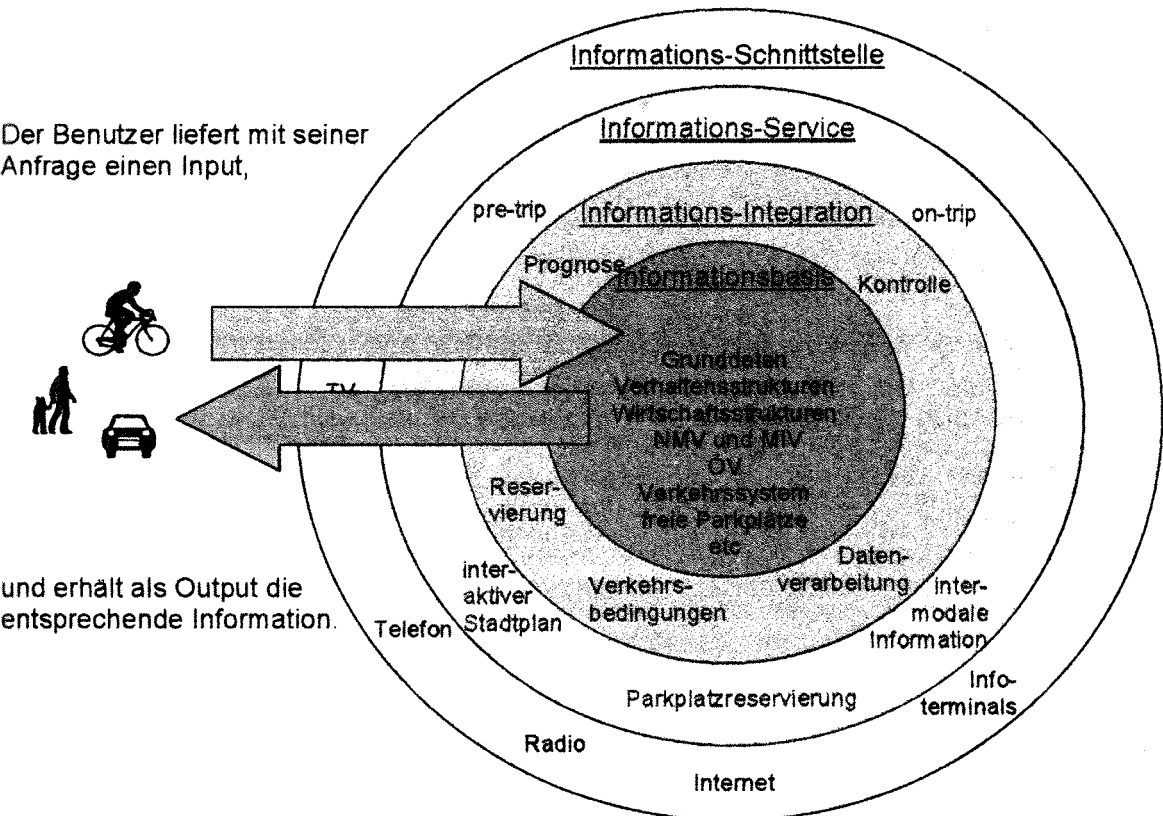 Informations-Schnittstelle
Der Benutzer liefert mit seiner
Anfrage einen Input,
Informations-Service
pre-trip
Informations-Integration
on-trip
Prognose
Informationsbasis
Kontrolle
Grunddaten
Verhaltensstrukturen
Wirtschaftsstrukturen
NMV und MIV
ÖV
Verkehrssystem
freie Parkplätze
etc
TV
Reser-
vierung
Daten-
verarbeitung
Verkehrs-
bedingungen
inter-
aktiver
Stadtplan
inter-
modale
Information
und erhält als Output die
entsprechende Information.
Telefon
Info-
terminals
Parkplatzreservierung
Radio
Internet